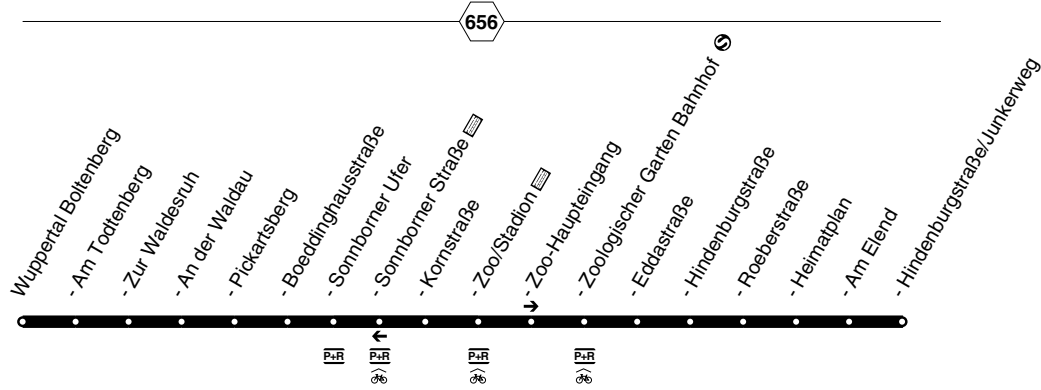 656
Wuppertal Boltenberg
- Am Todtenberg
- Zur Waldesruh
- An der Waldau
- Pickartsberg
- Boeddinghausstraße
- Sonnborner Ufer
- Sonnborner Straße
- Kornstraße
- Zoo/Stadion
- Zoo-Haupteingang
- Zoologischer Garten Bahnhof S
- Eddastraße
- Hindenburgstraße
- Roeberstraße
- Heimatplan
- Am Elend
- Hindenburgstraße/Junkerweg
P+R P+R P+R P+R